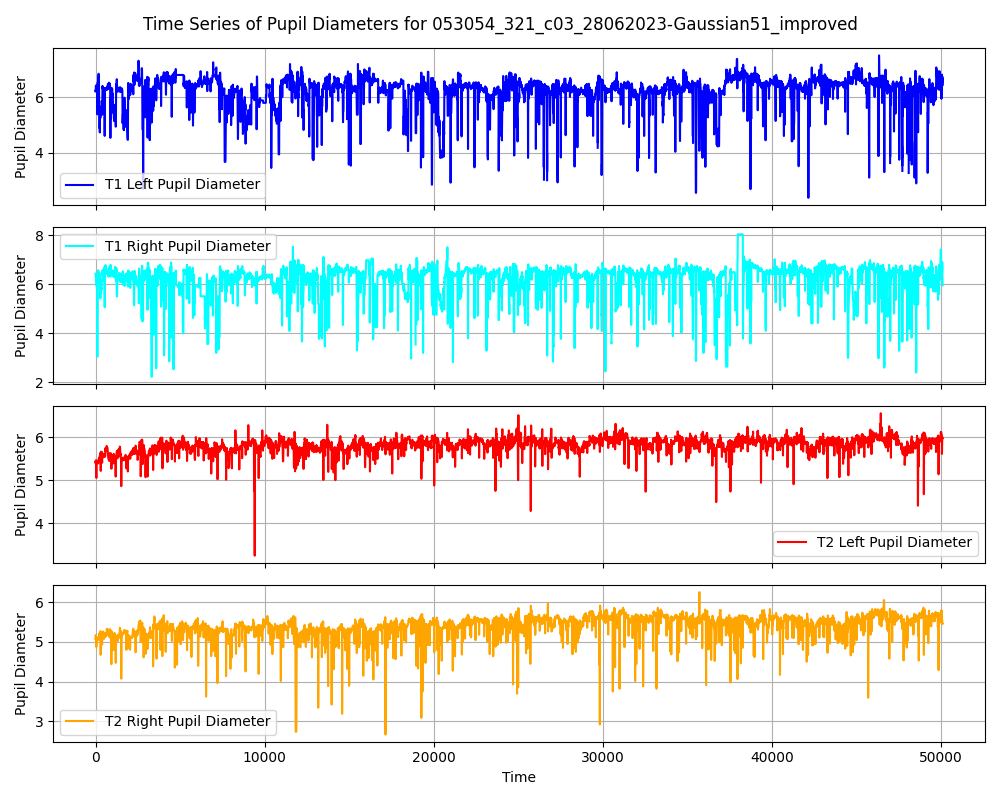 Time Series of Pupil Diameters for 053054_321_c03_28062023-Gaussian51_improved
Pupil Diameter
6
4
T1 Left Pupil Diameter
Pupil Diameter
8
6
4
2
T1 Right Pupil Diameter
Pupil Diameter
6
5
4
T2 Left Pupil Diameter
Pupil Diameter
6
5
4
3
T2 Right Pupil Diameter
0 10000 20000 30000 40000 50000
Time